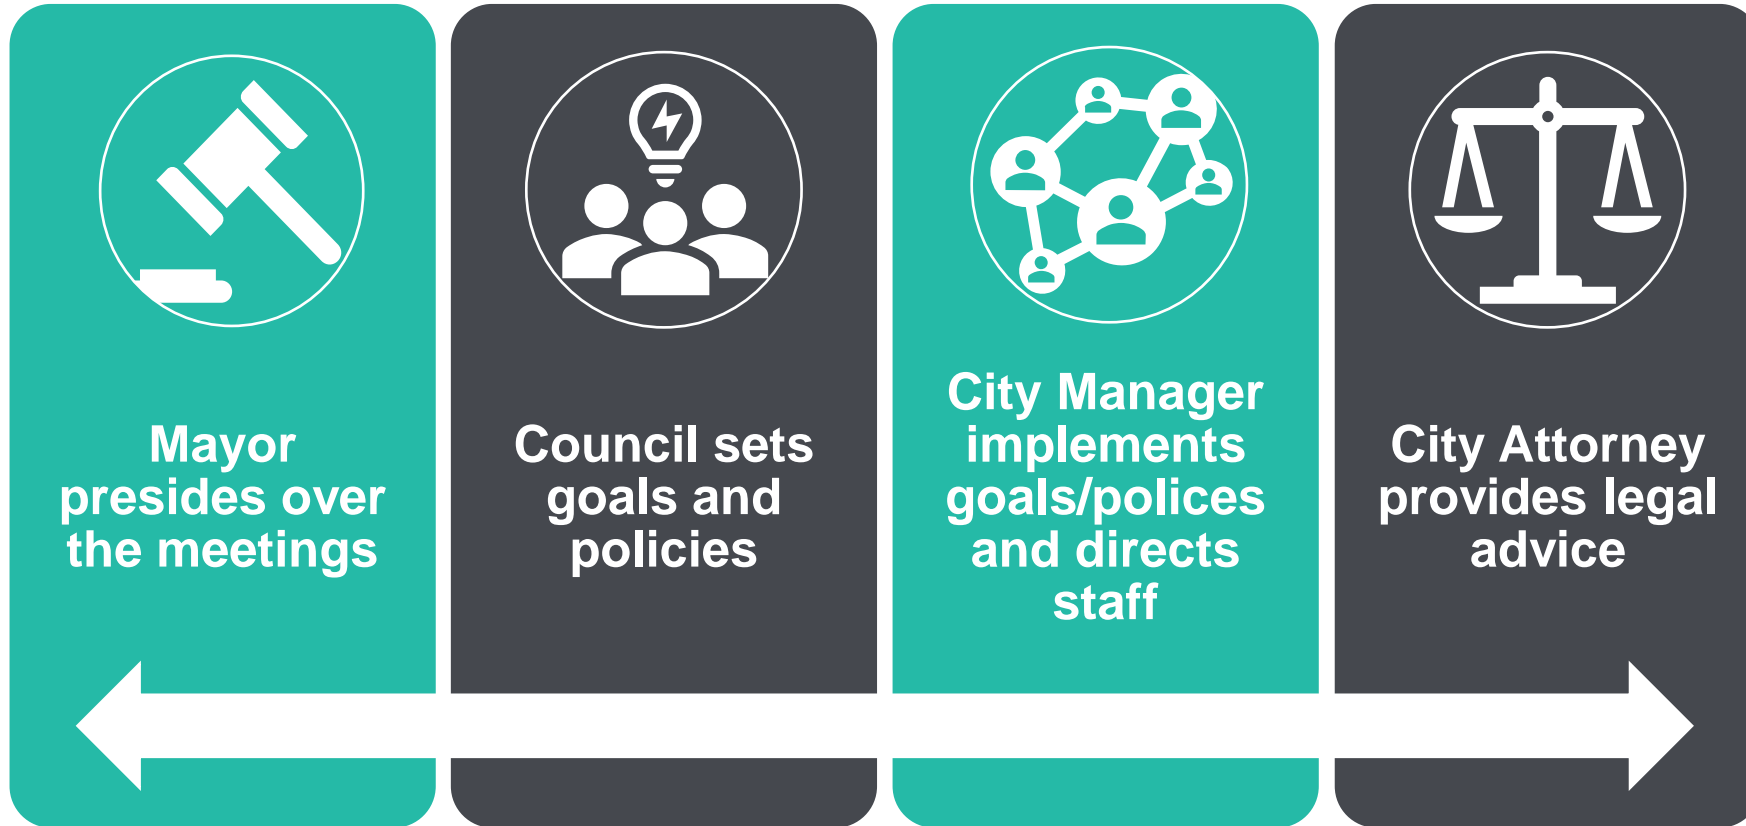 Mayor
presides over
the meetings
Council sets
goals and
policies
City Manager
implements
goals/polices
and directs
staff
City Attorney
provides legal
advice